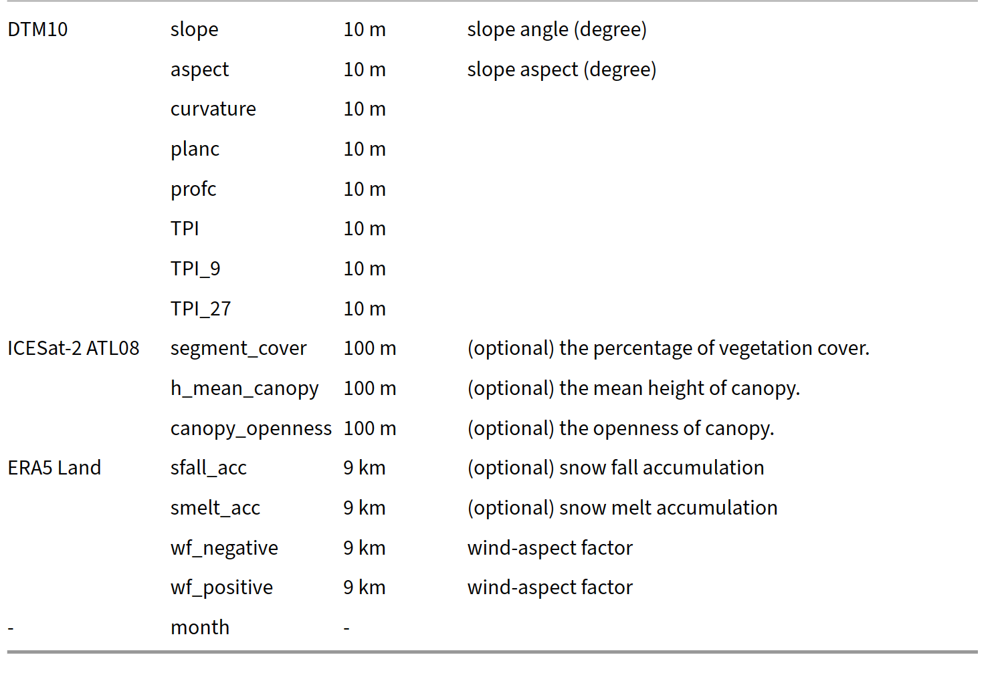 DTM10 slope 10 m slope angle (degree)
aspect 10 m slope aspect (degree)
curvature 10 m
planc 10 m
profc 10 m
TPI 10 m
TPI_9 10 m
TPI_27 10 m
ICESat-2 ATL08 segment_cover 100 m (optional) the percentage of vegetation cover.
h_mean_canopy 100 m (optional) the mean height of canopy.
canopy_openness 100 m (optional) the openness of canopy.
ERA5 Land sfall_acc 9 km (optional) snow fall accumulation
smelt_acc 9 km (optional) snow melt accumulation
wf_negative 9 km wind-aspect factor
wf_positive 9 km wind-aspect factor
- month -